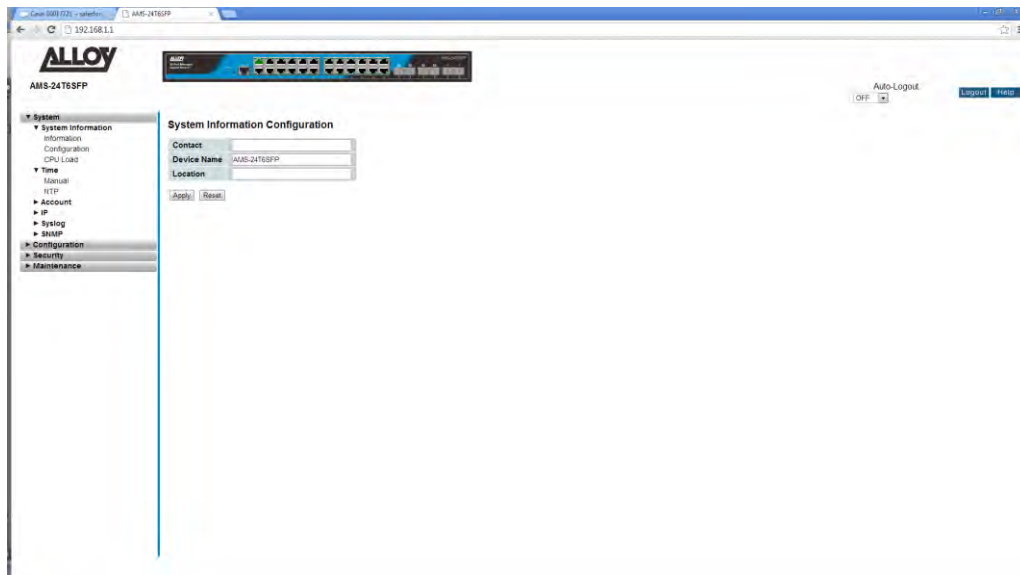 AMS-24T6SFP
192.168.1.1
ALLOY
AMS-24T6SFP
Auto-Logout
OFF
Logout
Help
▼ System
▼ System Information
Information
Configuration
CPU Load
▼ Time
Manual
NTP
► Account
► IP
► Syslog
► SNMP
► Configuration
► Security
► Maintenance
System Information Configuration
Contact
Device Name AMS-24T6SFP
Location
Apply Reset